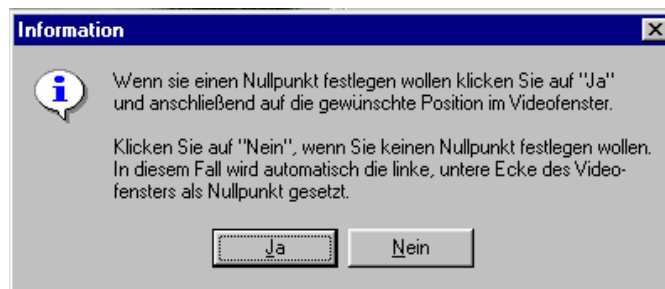 Information
Wenn sie einen Nullpunkt festlegen wollen klicken Sie auf "Ja"
und anschließend auf die gewünschte Position im Videofenster.
Klicken Sie auf "Nein", wenn Sie keinen Nullpunkt festlegen wollen.
In diesem Fall wird automatisch die linke, untere Ecke des Video-
fensters als Nullpunkt gesetzt.
Ja Nein